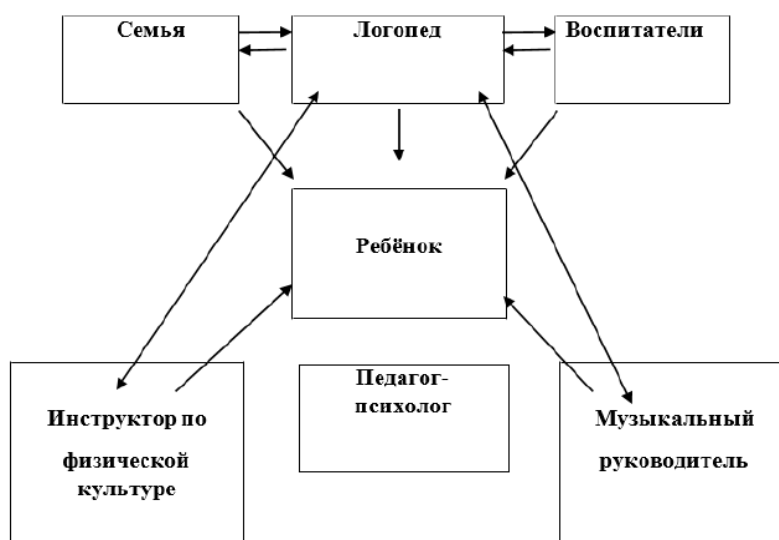 Семья
Логопед
Воспитатели
Ребёнок
Педагог-
психолог
Инструктор по
физической
культуре
Музыкальный
руководитель